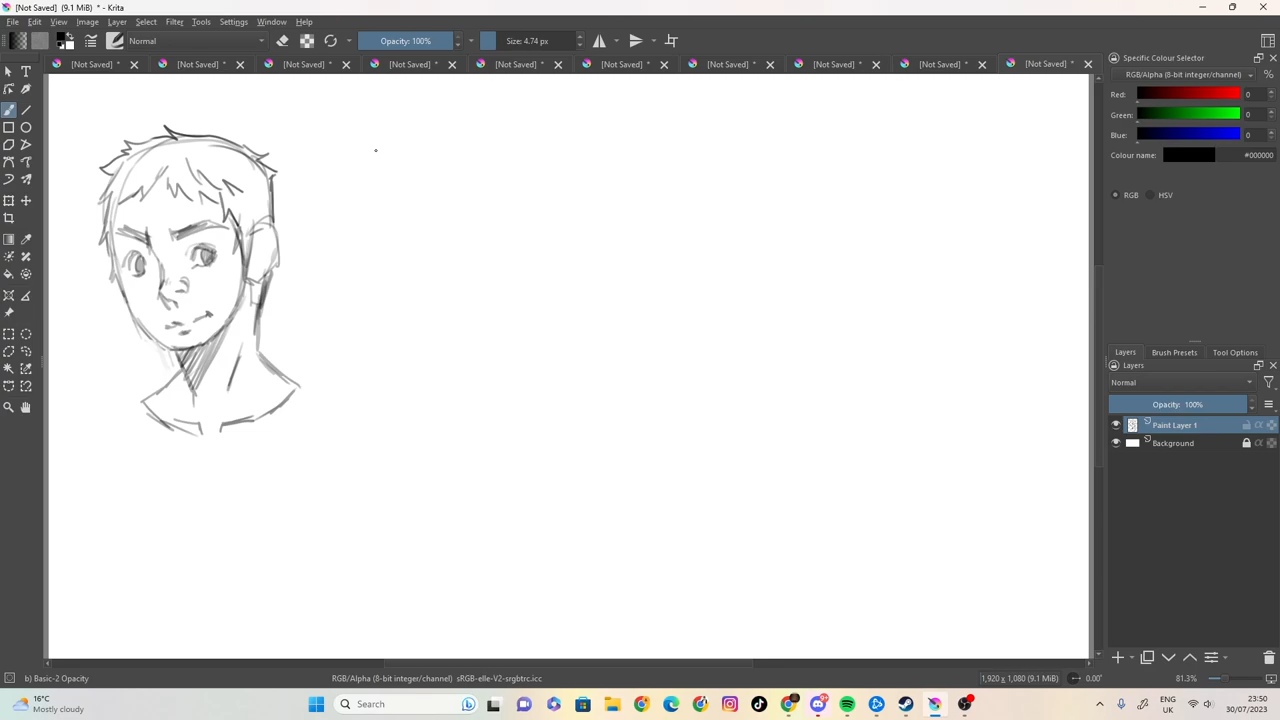 [Not Saved] (9.1 MiB) * - Krita
File Edit View Image Layer Select Filter Tools Settings Window Help
Normal Opacity: 100% Size: 4.74 px
[Not Saved] * [Not Saved] * [Not Saved] * [Not Saved] * [Not Saved] * [Not Saved] * [Not Saved] * [Not Saved] * [Not Saved] * [Not Saved] *
Specific Colour Selector
RGB/Alpha (8-bit integer/channel) %
Red: 0
Green: 0
Blue: 0
Colour name: #000000
RGB HSV
Layers Brush Presets Tool Options
Layers
Normal
Opacity: 100%
Paint Layer 1
Background
b) Basic-2 Opacity RGB/Alpha (8-bit integer/channel) sRGB-elle-V2-srgbtrc.icc 1,920 x 1,080 (9.1 MiB) 0.00° 81.3%
16°C
Mostly cloudy
Search
ENG
UK
23:50
30/07/2023